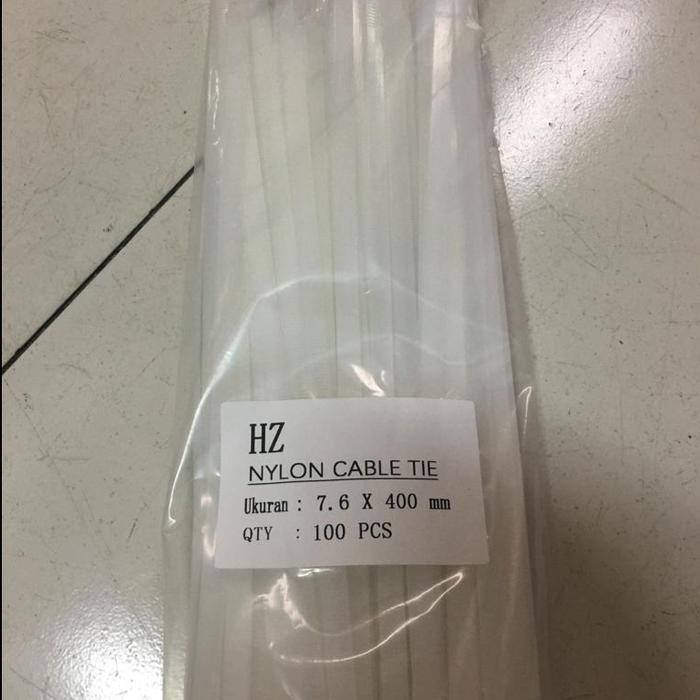 HZ
NYLON CABLE TIE
Ukuran : 7.6 X 400 mm
QTY : 100 PCS